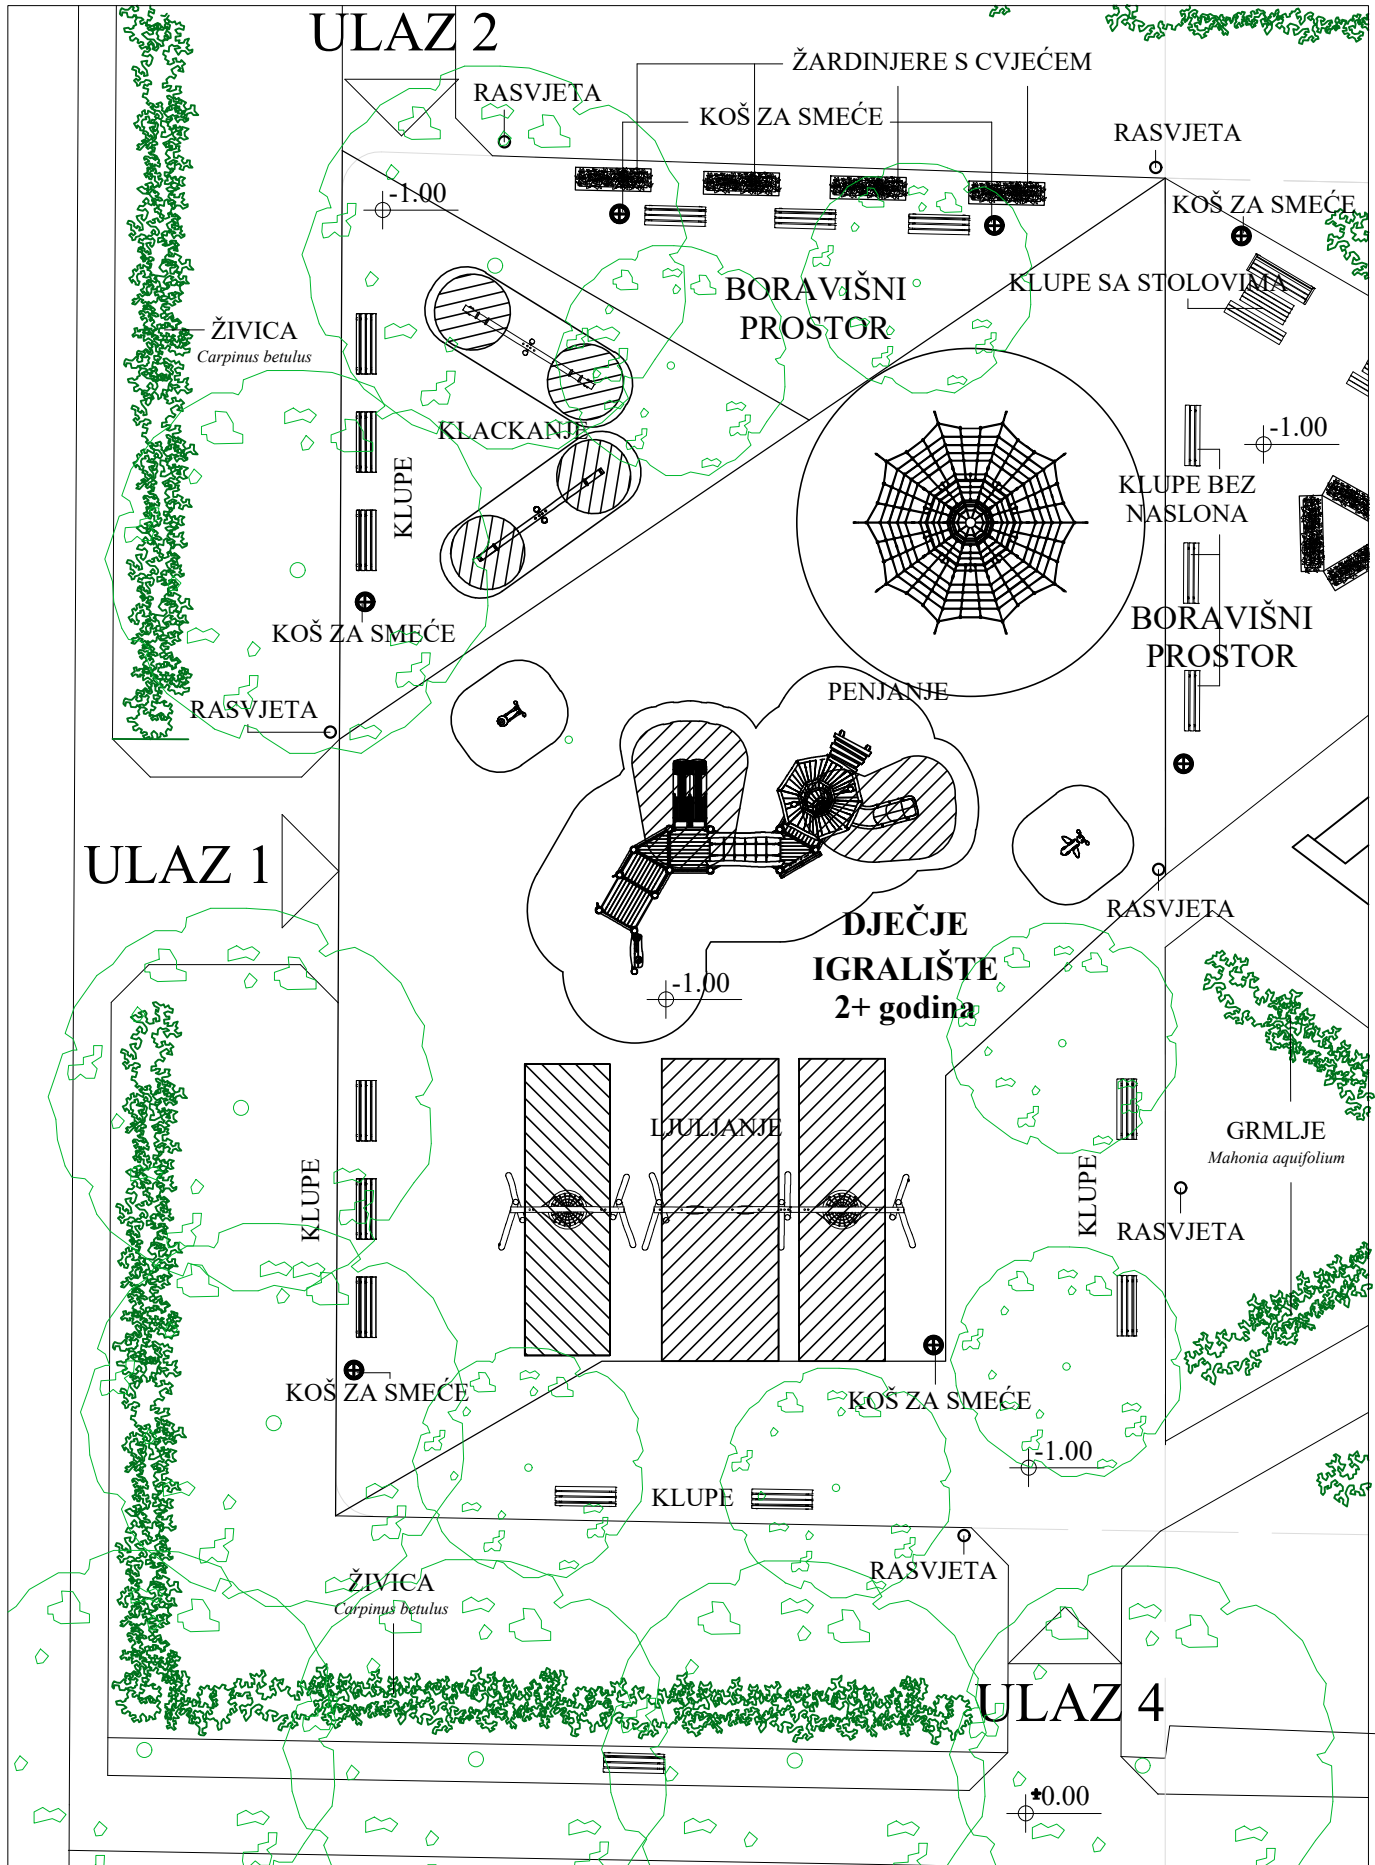 ULAZ 2
ŽARDINJERE S CVJEĆEM
RASVJETA
KOŠ ZA SMEĆE
RASVJETA
-1.00
KOŠ ZA SMEĆE
KLUPE SA STOLOVIMA
BORAVIŠNI
PROSTOR
ŽIVICA
Carpinus betulus
KLACKANJE
-1.00
KLUPE
KLUPE BEZ
NASLONA
KOŠ ZA SMEĆE
BORAVIŠNI
PROSTOR
PENJANJE
RASVJETA
ULAZ 1
RASVJETA
DJEČJE
IGRALIŠTE
2+ godina
-1.00
LJULJANJE
GRMLJE
Mahonia aquifolium
KLUPE
KLUPE
RASVJETA
KOŠ ZA SMEĆE
KOŠ ZA SMEĆE
-1.00
KLUPE
RASVJETA
ŽIVICA
Carpinus betulus
ULAZ 4
±0.00